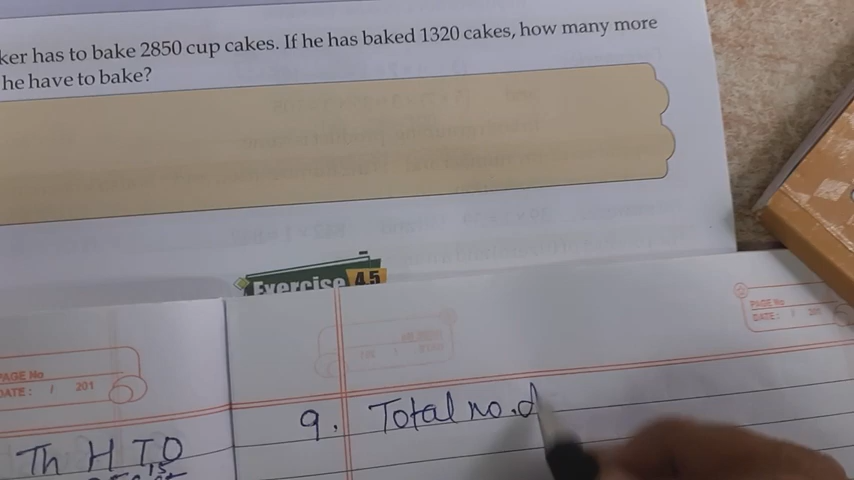 ker has to bake 2850 cup cakes. If he has baked 1320 cakes, how many more
he have to bake?
Exercise 4.5
PAGE No
DATE: / 201
PAGE No
DATE: / 201
9. Total no.
Th H T O
15